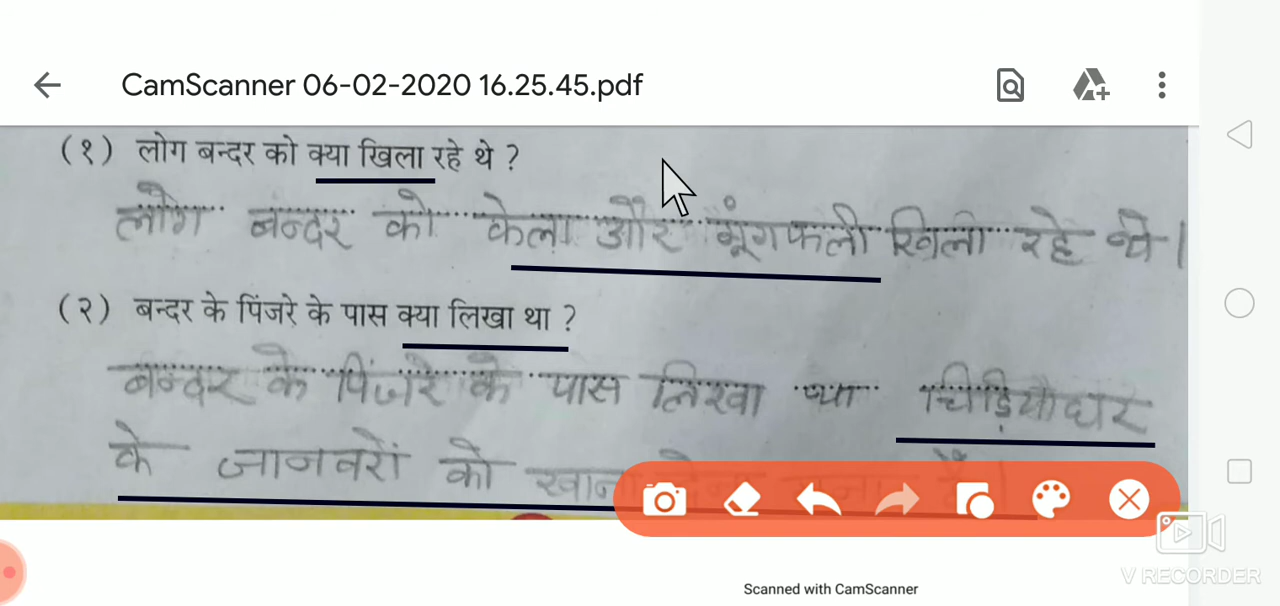 CamScanner 06-02-2020 16.25.45.pdf
(१) लोग बन्दर को क्या खिला रहे थे ?
लोग बन्दर को केला और मूंगफली खिला रहे थे।
(२) बन्दर के पिंजरे के पास क्या लिखा था ?
बन्दर के पिंजरे के पास लिखा था चिड़ियाघर
के जानवरों को खाना
Scanned with CamScanner
V RECORDER